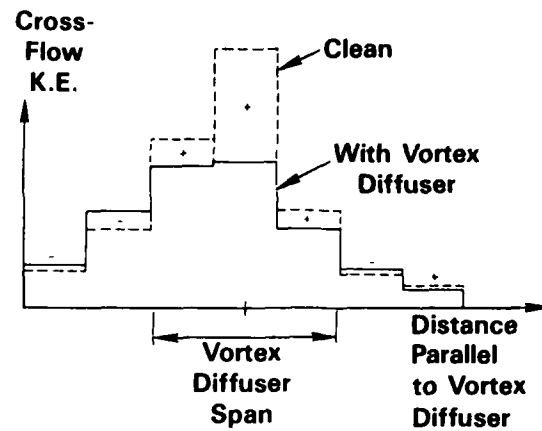 Cross-
Flow
K.E.
Clean
With Vortex
Diffuser
+
+
-
+
-
-
+
Vortex
Diffuser
Span
Distance
Parallel
to Vortex
Diffuser